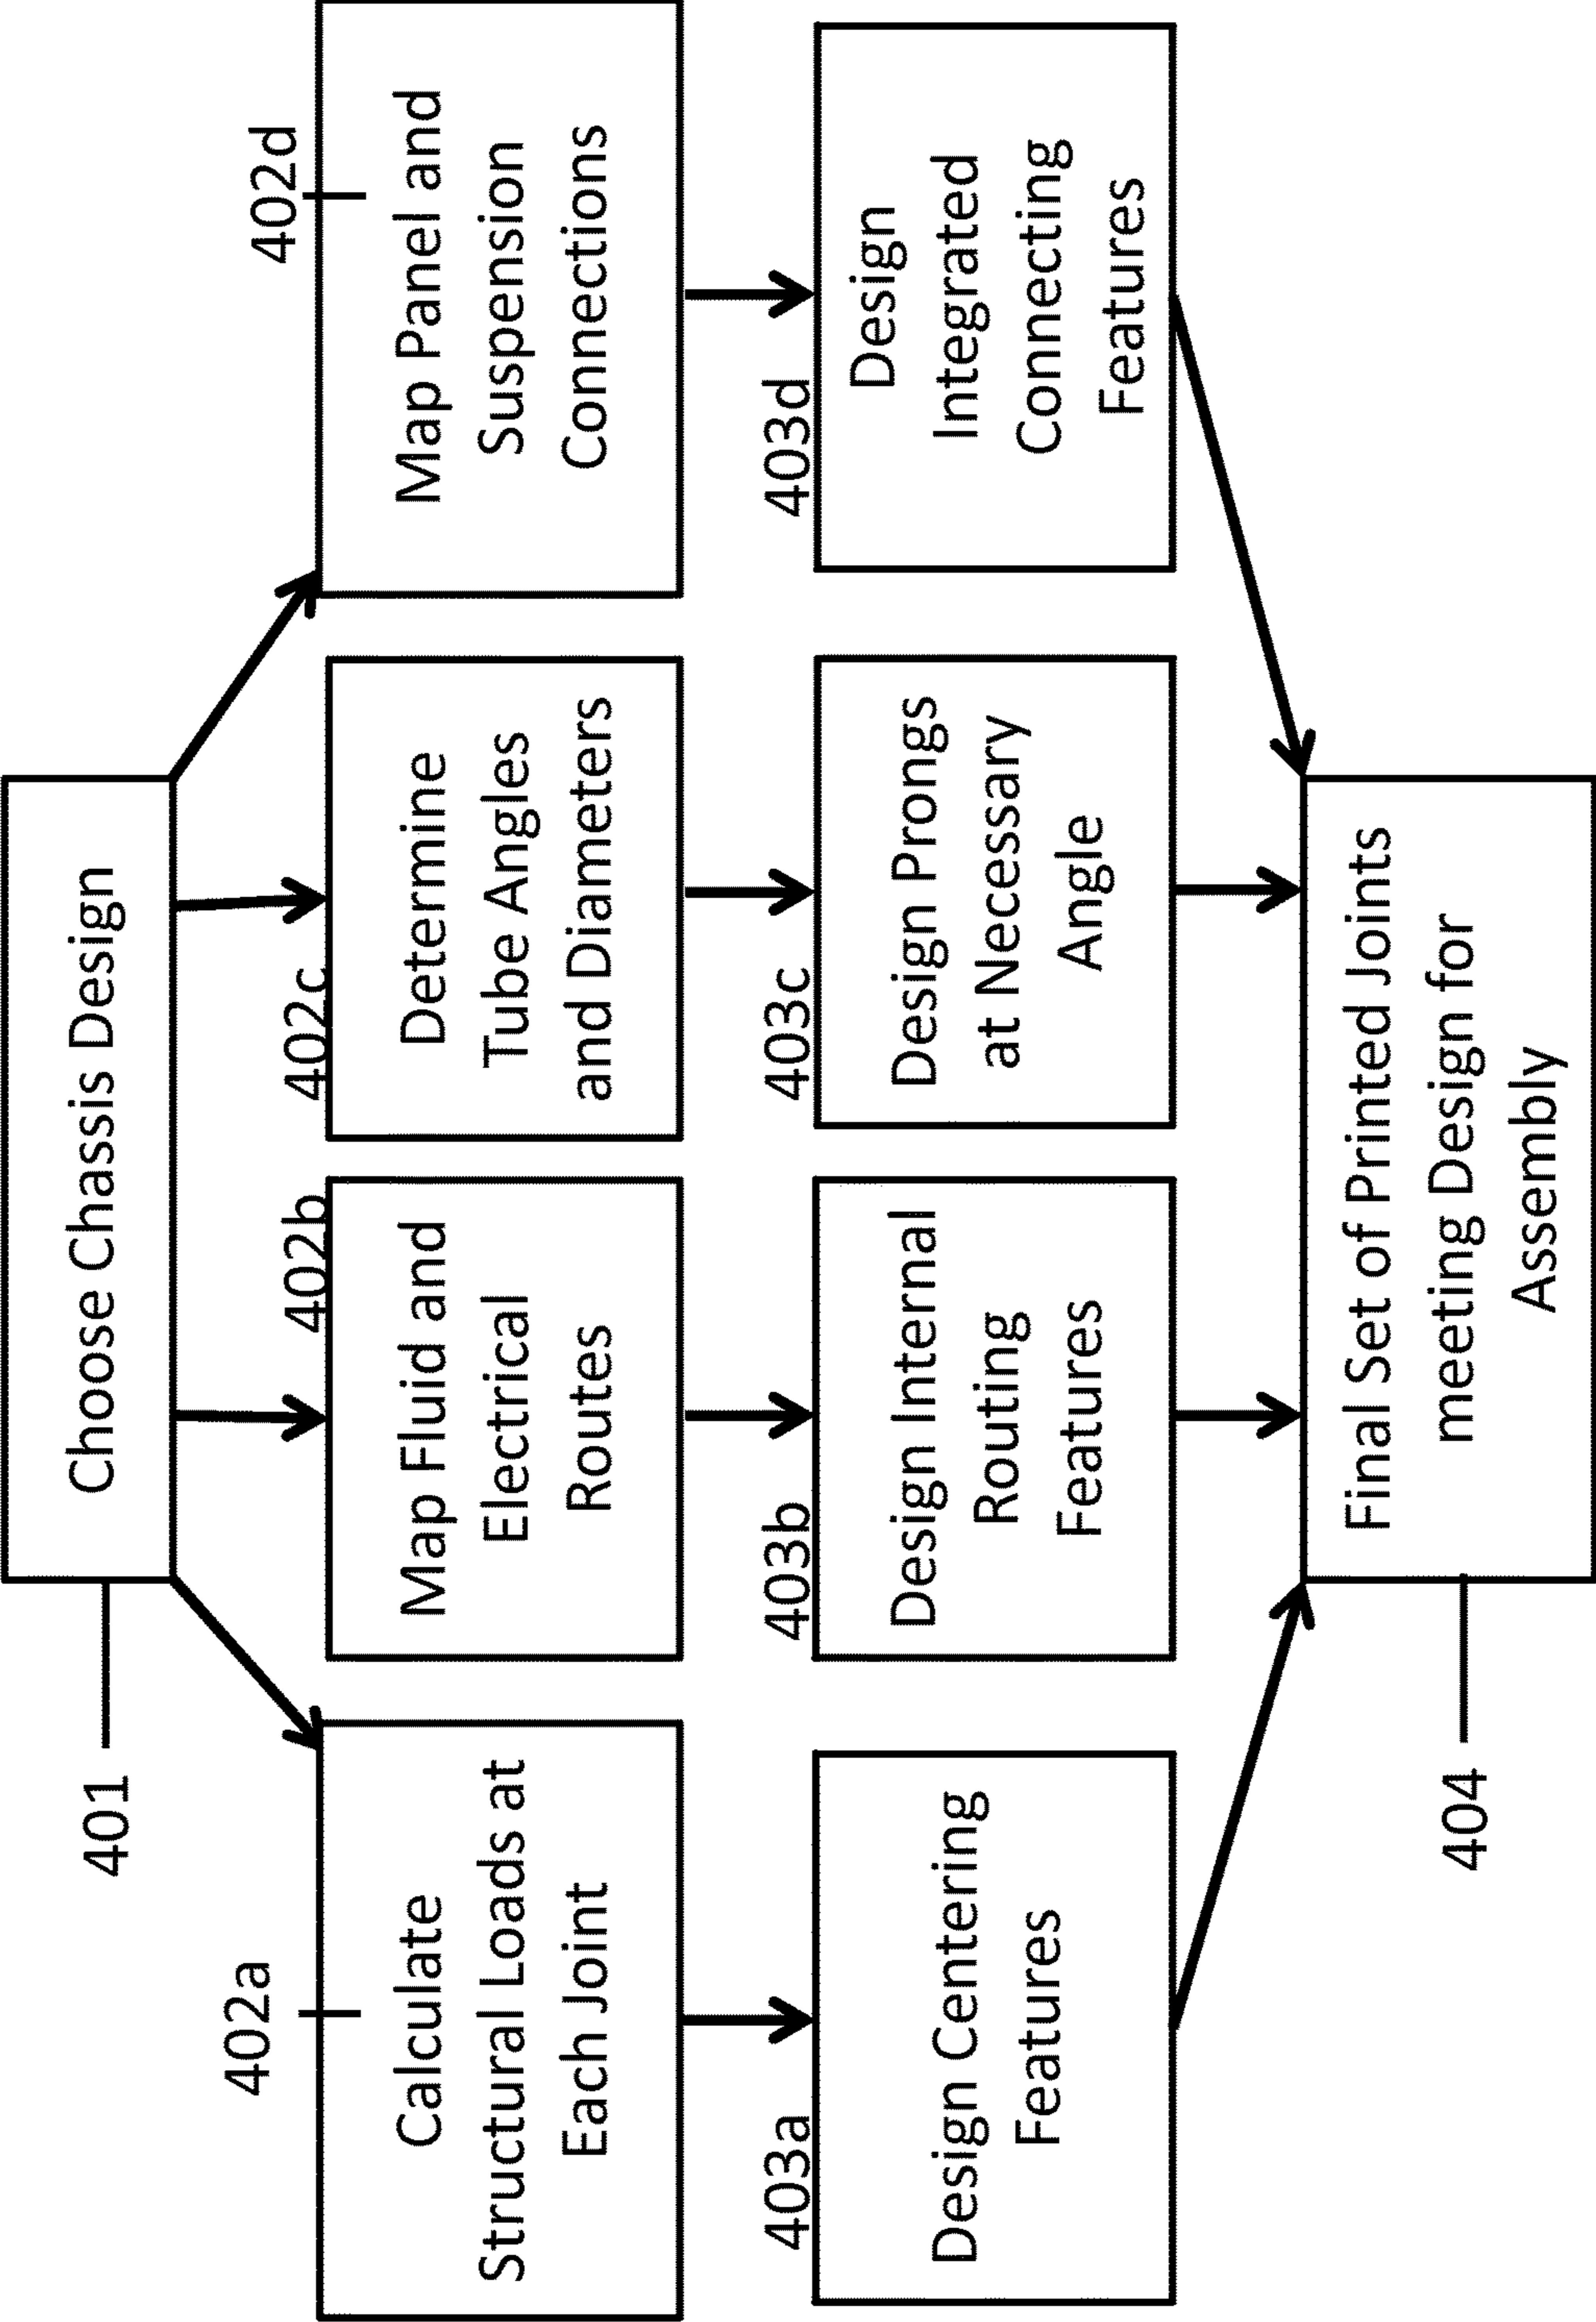 Choose Chassis Design
401
402a
Calculate
Structural Loads at
Each Joint
402b
Map Fluid and
Electrical
Routes
402c
Determine
Tube Angles
and Diameters
402d
Map Panel and
Suspension
Connections
403a
Design Centering
Features
403b
Design Internal
Routing
Features
403c
Design Prongs
at Necessary
Angle
403d
Design
Integrated
Connecting
Features
404
Final Set of Printed Joints
meeting Design for
Assembly